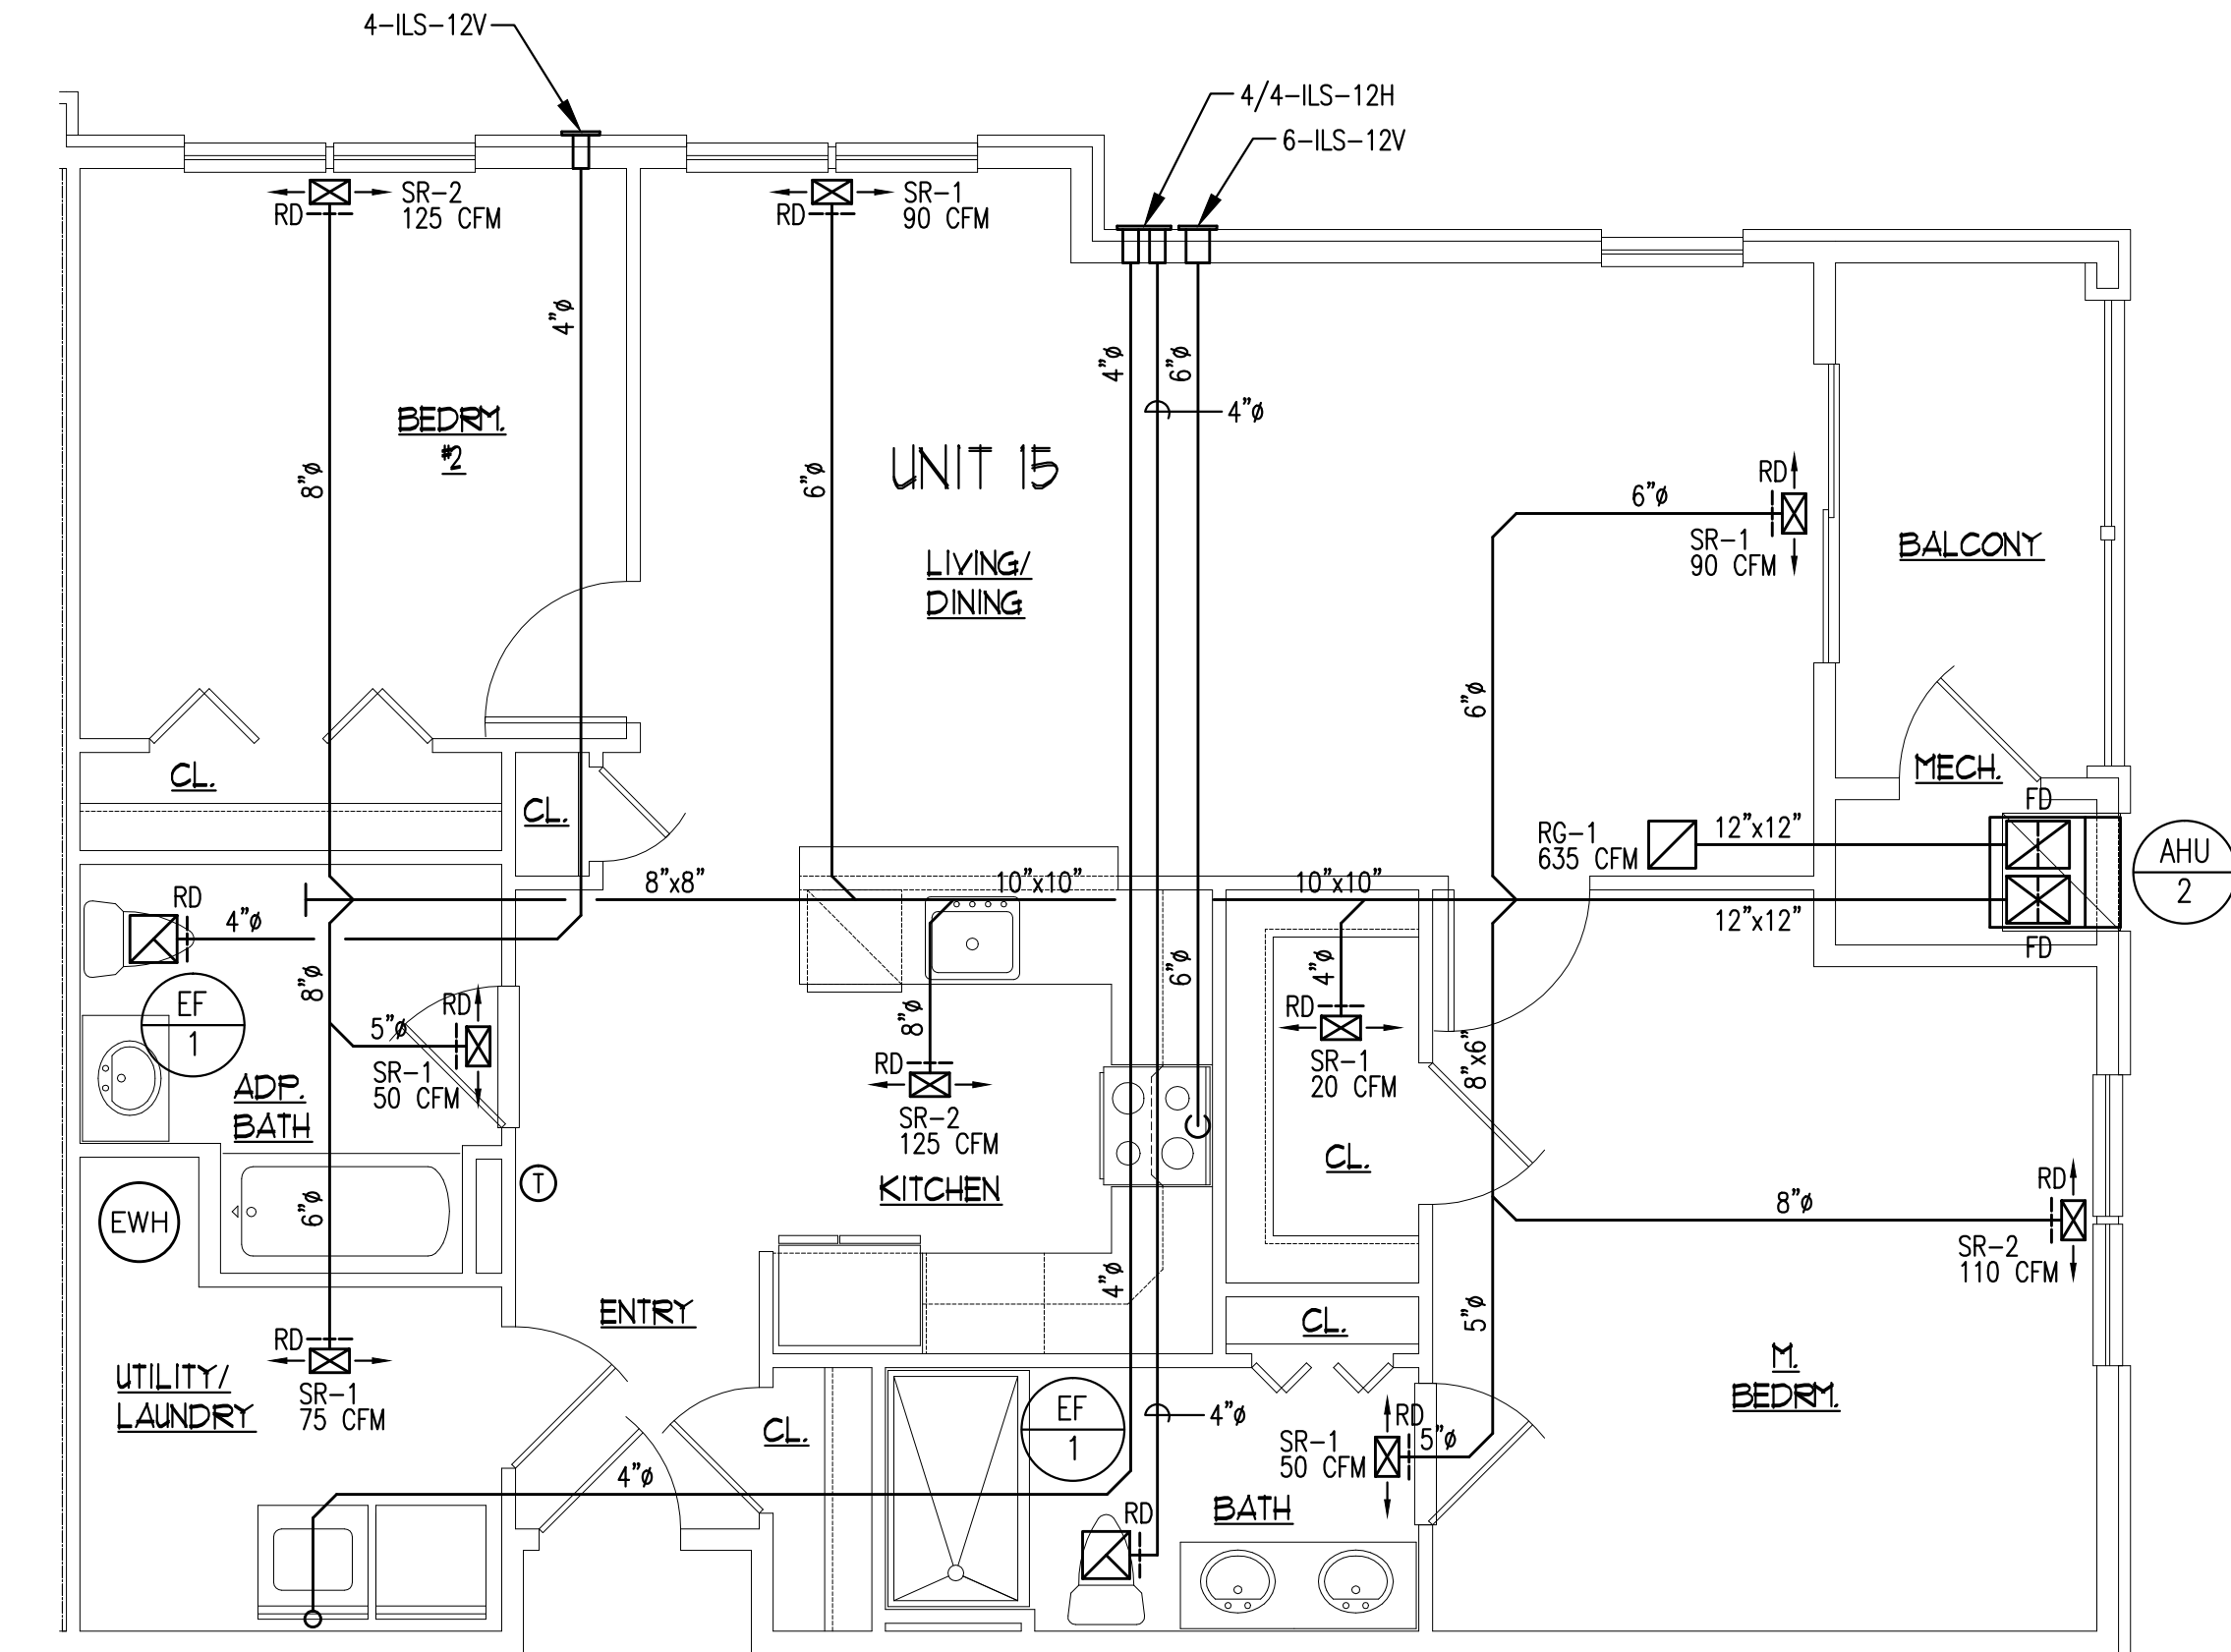 4-ILS-12V
4/4-ILS-12H
6-ILS-12V
SR-2
125 CFM
RD
SR-1
90 CFM
RD
4"ø
4"ø
6"ø
4"ø
BEDRM.
#2
8"ø
UNIT 15
6"ø
LIVING/
DINING
RD
6"ø
SR-1
90 CFM
BALCONY
6"ø
CL.
CL.
MECH.
FD
RG-1
635 CFM
12"x12"
AHU
2
8"x8"
10"x10"
10"x10"
12"x12"
FD
RD
4"ø
8"ø
6"ø
4"ø
EF
1
RD
5"ø
SR-1
50 CFM
8"ø
RD
SR-2
125 CFM
RD
SR-1
20 CFM
8"x6"
ADP.
BATH
KITCHEN
CL.
T
EWH
6"ø
RD
8"ø
SR-2
110 CFM
4"ø
5"ø
ENTRY
CL.
RD
SR-1
75 CFM
UTILITY/
LAUNDRY
M.
BEDRM.
CL.
EF
1
4"ø
RD
5"ø
SR-1
50 CFM
4"ø
RD
BATH